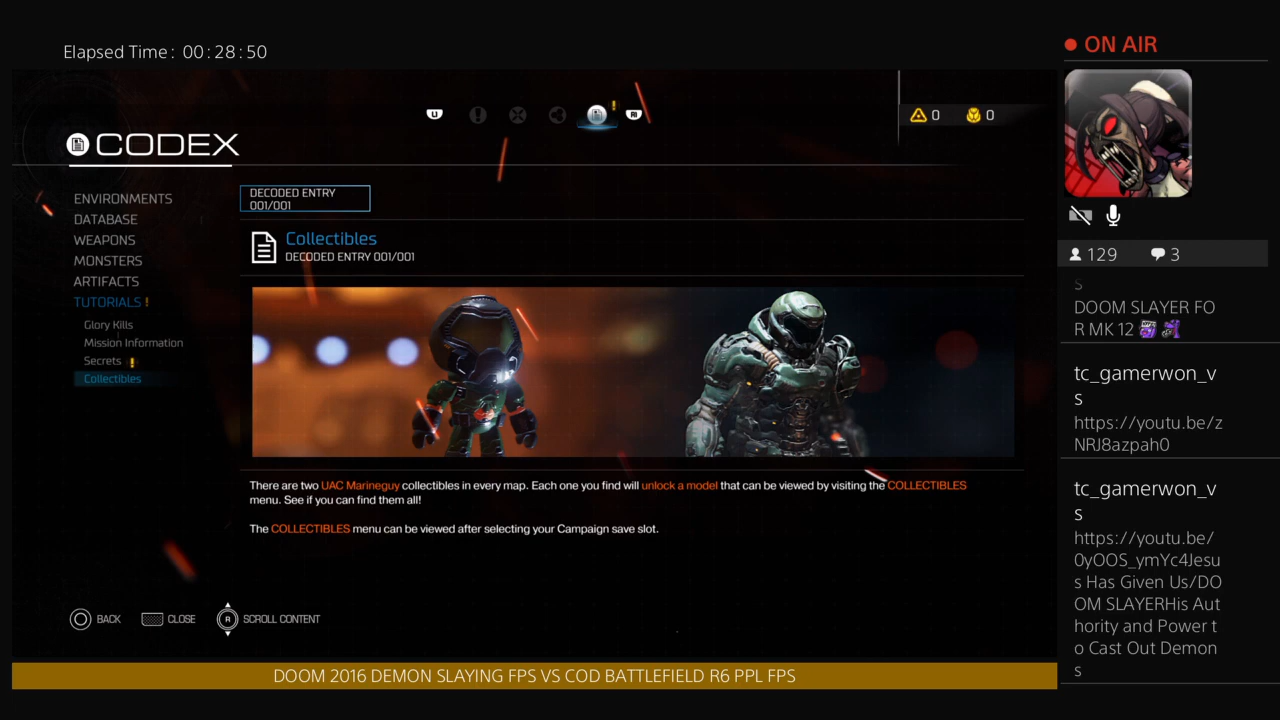 Elapsed Time: 00:28:50
ON AIR
L1
R1
0
0
CODEX
ENVIRONMENTS
DATABASE
WEAPONS
MONSTERS
ARTIFACTS
TUTORIALS !
Glory Kills
Mission Information
Secrets !
Collectibles
DECODED ENTRY
001/001
Collectibles
DECODED ENTRY 001/001
There are two UAC Marineguy collectibles in every map. Each one you find will unlock a model that can be viewed by visiting the COLLECTIBLES
menu. See if you can find them all!
The COLLECTIBLES menu can be viewed after selecting your Campaign save slot.
BACK
CLOSE
R
SCROLL CONTENT
DOOM 2016 DEMON SLAYING FPS VS COD BATTLEFIELD R6 PPL FPS
129
3
s
DOOM SLAYER FO
R MK 12
tc_gamerwon_v
s
https://youtu.be/z
NRJ8azpah0
tc_gamerwon_v
s
https://youtu.be/
0yOOS_ymYc4Jesu
s Has Given Us/DO
OM SLAYERHis Aut
hority and Power t
o Cast Out Demon
s